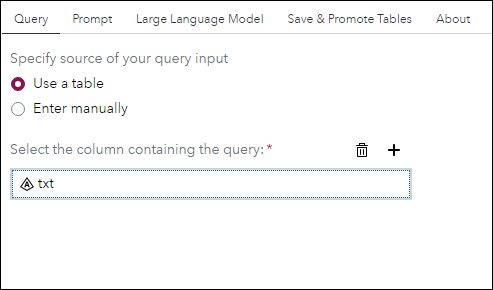 Query Prompt Large Language Model Save & Promote Tables About
Specify source of your query input
Use a table
Enter manually
Select the column containing the query: *
A txt